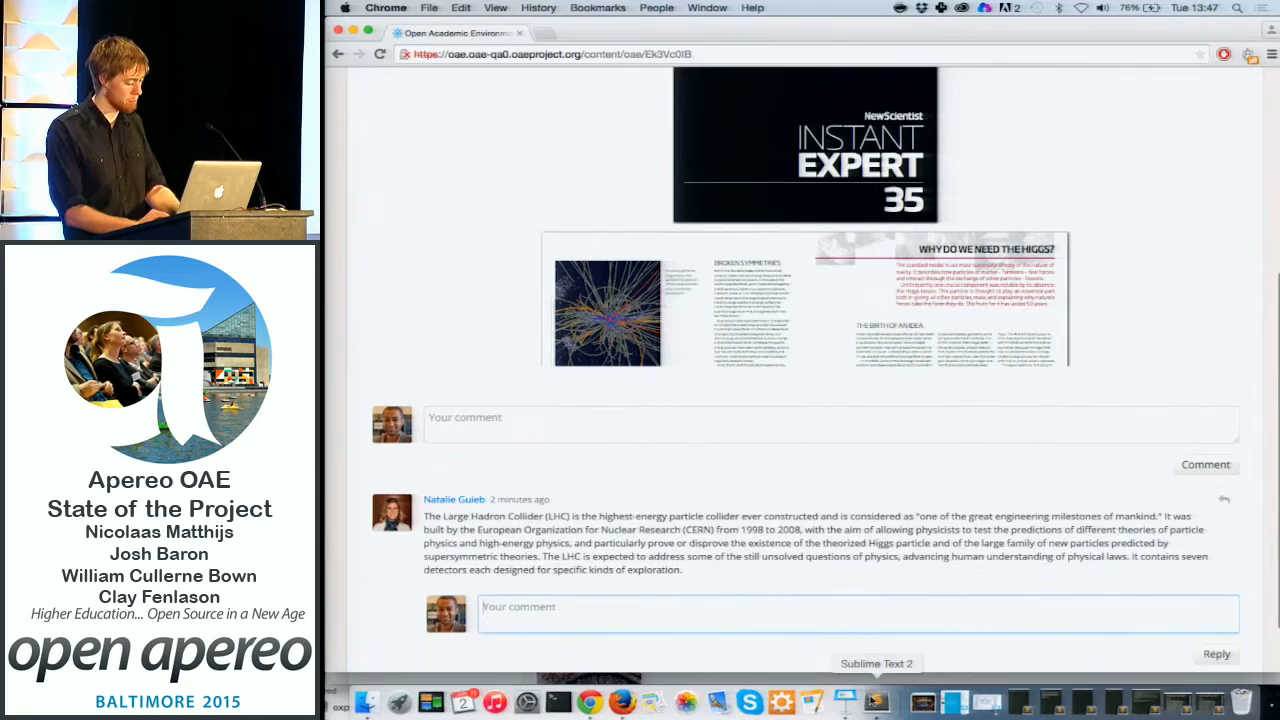 Chrome File Edit View History Bookmarks People Window Help
2 76% Tue 13:47
Open Academic Environm
https://oae.oae-qa0.oaeproject.org/content/oae/Ek3Vc0IB
NewScientist
INSTANT
EXPERT
35
WHY DO WE NEED THE HIGGS?
BROKEN SYMMETRIES
THE BIRTH OF AN IDEA
Your comment
Comment
Natalie Guieb 2 minutes ago
The Large Hadron Collider (LHC) is the highest-energy particle collider ever constructed and is considered as "one of the great engineering milestones of mankind." It was
built by the European Organization for Nuclear Research (CERN) from 1998 to 2008, with the aim of allowing physicists to test the predictions of different theories of particle
physics and high-energy physics, and particularly prove or disprove the existence of the theorized Higgs particle and of the large family of new particles predicted by
supersymmetric theories. The LHC is expected to address some of the still unsolved questions of physics, advancing human understanding of physical laws. It contains seven
detectors each designed for specific kinds of exploration.
Your comment
Reply
Sublime Text 2
Apereo OAE
State of the Project
Nicolaas Matthijs
Josh Baron
William Cullerne Bown
Clay Fenlason
Higher Education... Open Source in a New Age
open apereo
BALTIMORE 2015